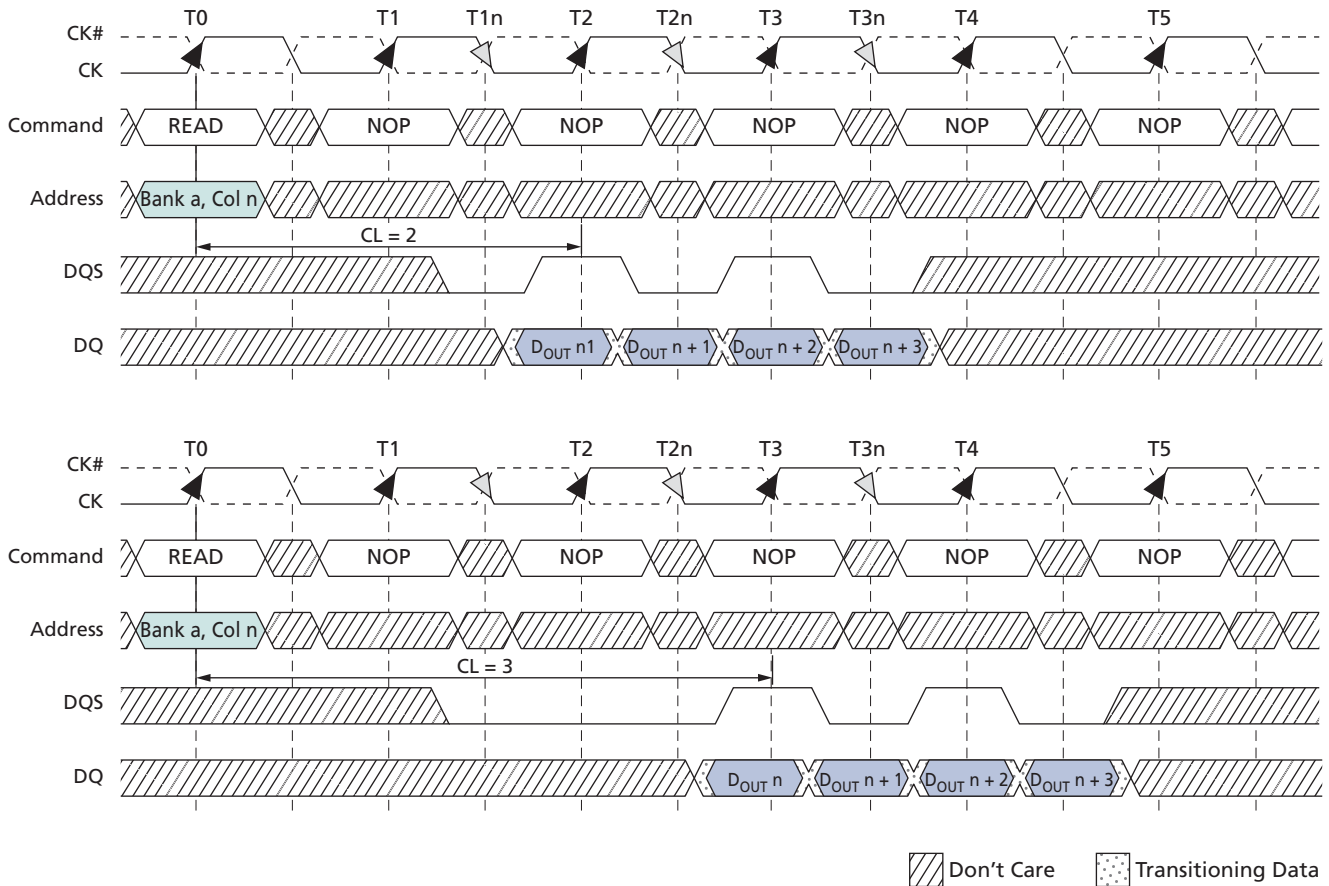 T0 T1 T1n T2 T2n T3 T3n T4 T5
CK#
CK
Command READ NOP NOP NOP NOP NOP
Address Bank a, Col n
CL = 2
DQS
DQ DOUT n1 DOUT n + 1 DOUT n + 2 DOUT n + 3
T0 T1 T2 T2n T3 T3n T4 T5
CK#
CK
Command READ NOP NOP NOP NOP NOP
Address Bank a, Col n
CL = 3
DQS
DQ DOUT n DOUT n + 1 DOUT n + 2 DOUT n + 3
Don't Care Transitioning Data